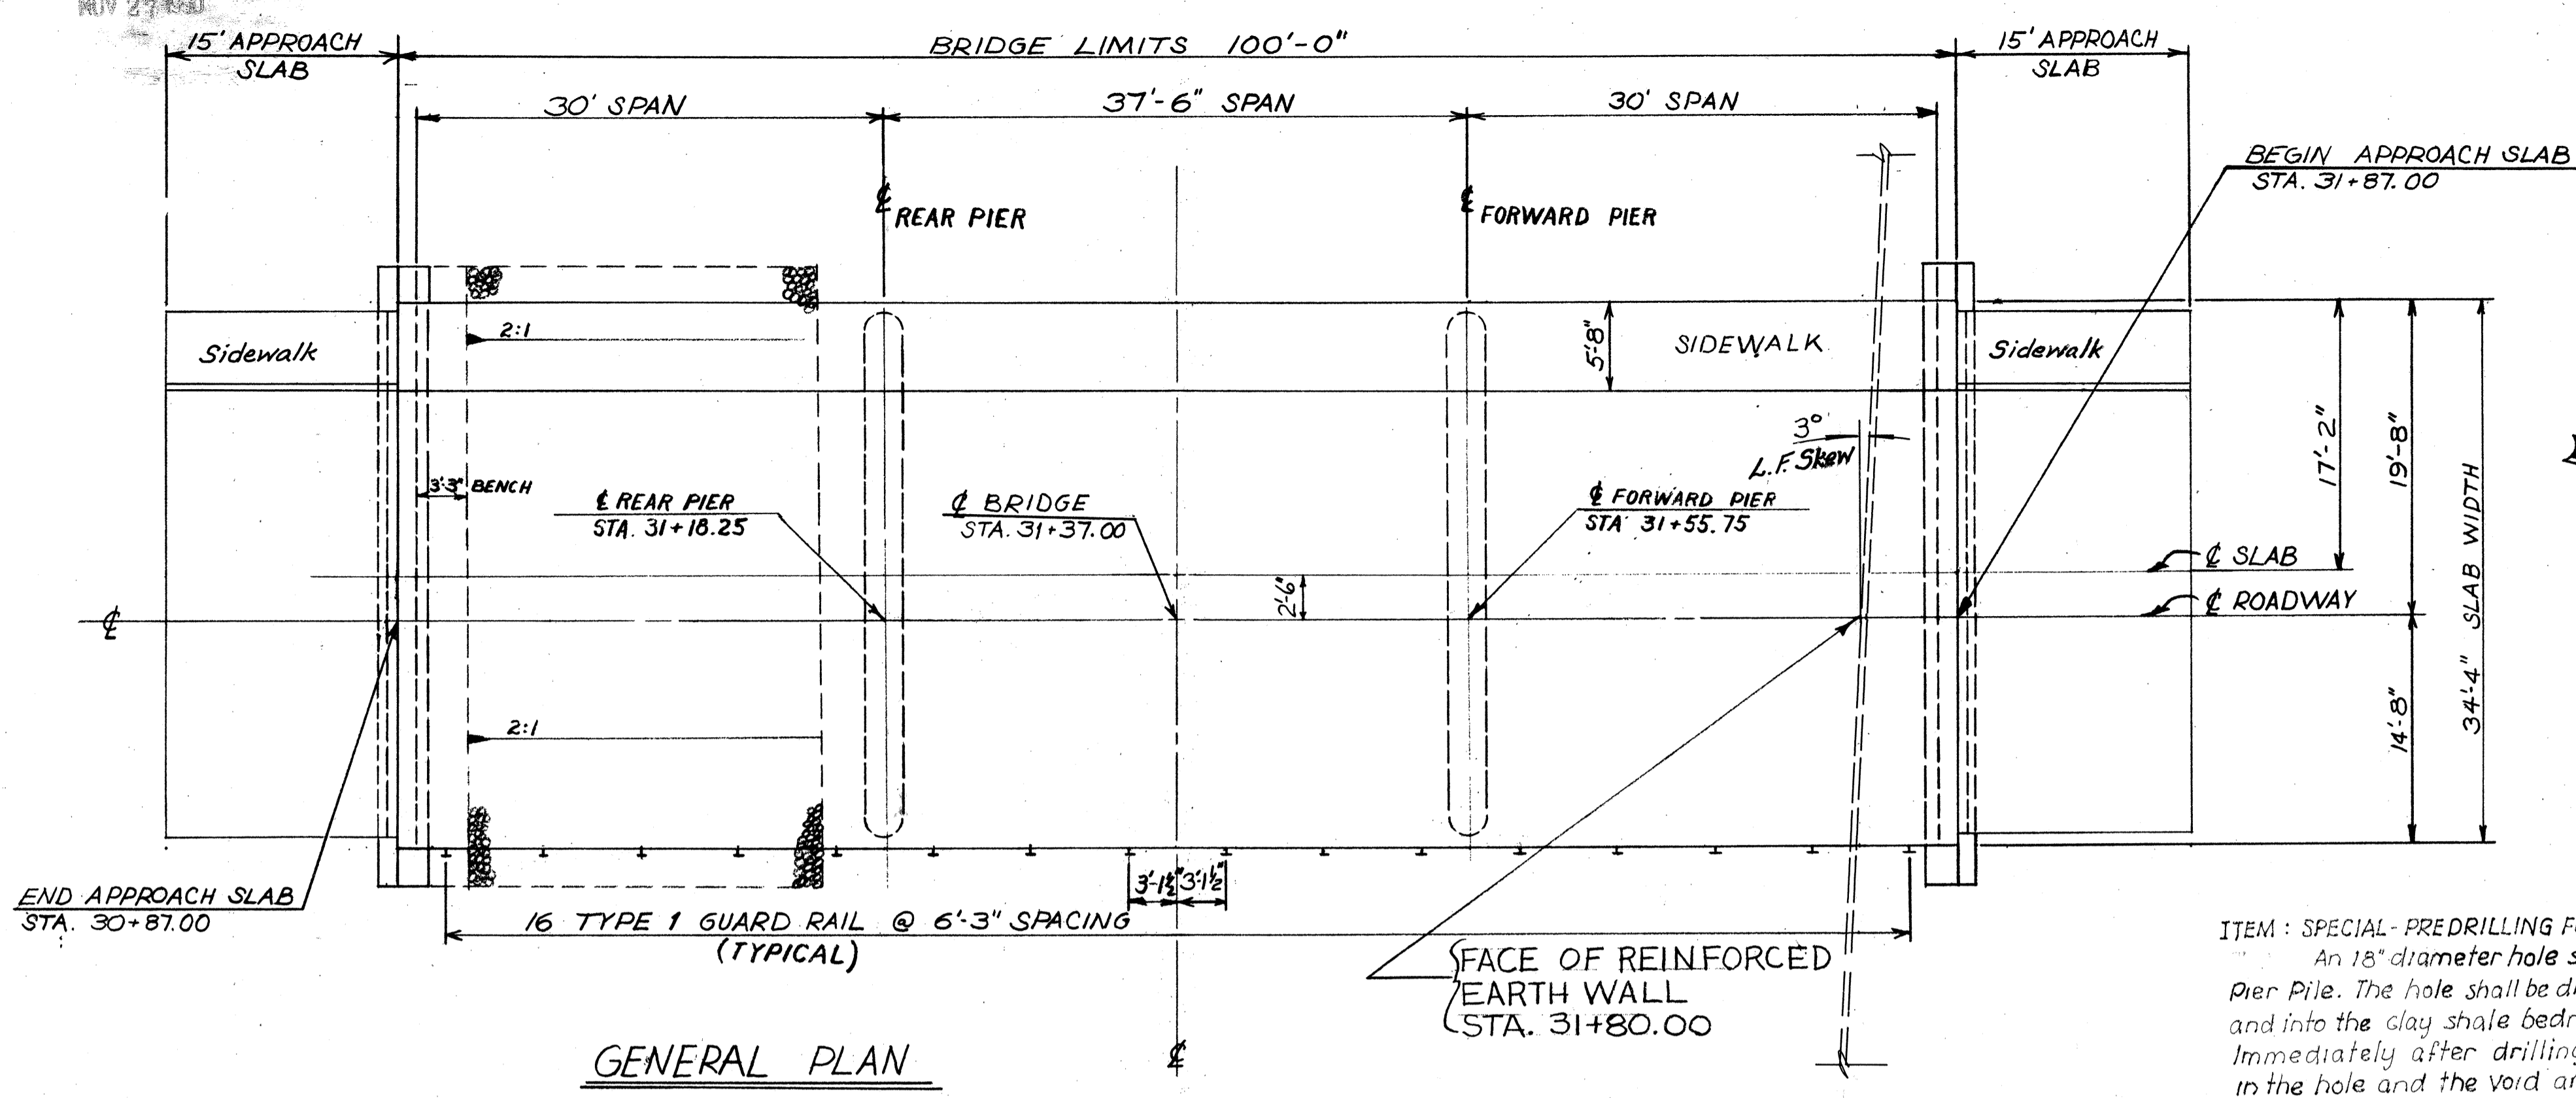 NOV 27
15' APPROACH
SLAB
BRIDGE LIMITS 100'-0"
15' APPROACH
SLAB
30' SPAN
37'-6" SPAN
30' SPAN
BEGIN APPROACH SLAB
STA. 31+87.00
℄ REAR PIER
℄ FORWARD PIER
2:1
Sidewalk
5'-8"
SIDEWALK
Sidewalk
3°
L.F. Skew
17'-2"
19'-8"
34'-4" SLAB WIDTH
3'-3" BENCH
℄ REAR PIER
STA. 31+18.25
℄ BRIDGE
STA. 31+37.00
℄ FORWARD PIER
STA 31+55.75
℄ SLAB
2'-6"
℄ ROADWAY
℄
14'-8"
2:1
END APPROACH SLAB
STA. 30+87.00
3'-1½" 3'-1½"
16 TYPE 1 GUARD RAIL @ 6'-3" SPACING
(TYPICAL)
FACE OF REINFORCED
EARTH WALL
STA. 31+80.00
℄
GENERAL PLAN
ITEM : SPECIAL - PREDRILLING
An 18" diameter hole
Pier Pile. The hole shall be
and into the clay shale
Immediately after drilling
in the hole and the void